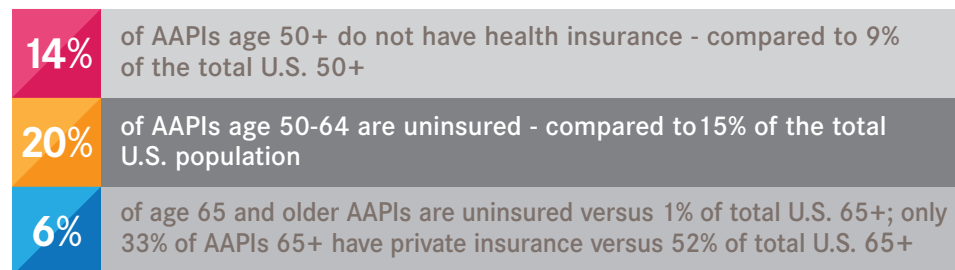 14%
of AAPIs age 50+ do not have health insurance - compared to 9%
of the total U.S. 50+
20%
of AAPIs age 50-64 are uninsured - compared to 15% of the total
U.S. population
6%
of age 65 and older AAPIs are uninsured versus 1% of total U.S. 65+; only
33% of AAPIs 65+ have private insurance versus 52% of total U.S. 65+